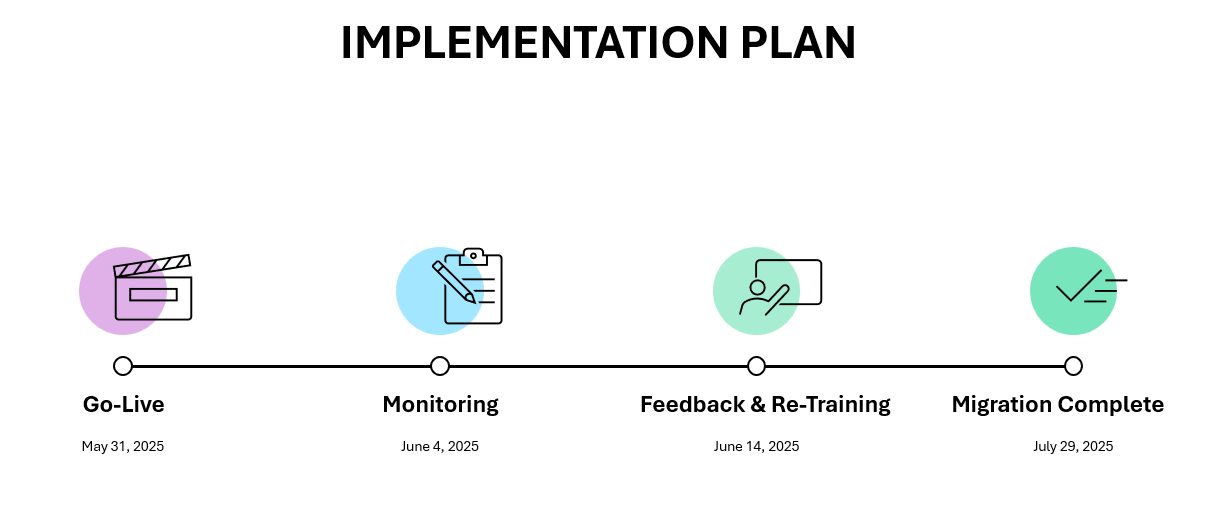 IMPLEMENTATION PLAN
Go-Live
May 31, 2025
Monitoring
June 4, 2025
Feedback & Re-Training
June 14, 2025
Migration Complete
July 29, 2025